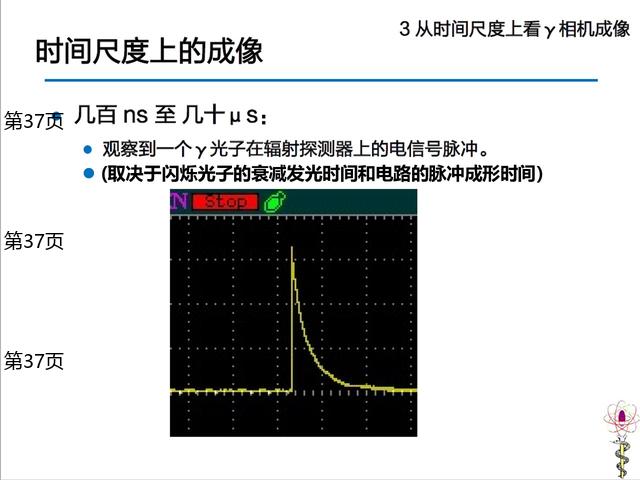 3 从时间尺度上看γ相机成像
时间尺度上的成像
第37页
几百 ns 至 几十μs：
观察到一个γ光子在辐射探测器上的电信号脉冲。
(取决于闪烁光子的衰减发光时间和电路的脉冲成形时间)
N Stop
第37页
第37页